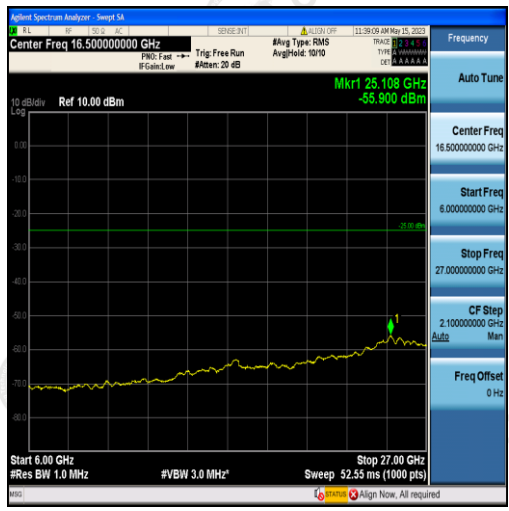 Agilent Spectrum Analyzer - Swept SA
RL RF 50 Ω AC SENSE:INT ALIGN OFF 11:39:09 AM May 15, 2023
Center Freq 16.500000000 GHz
PNO: Fast
IFGain:Low
Trig: Free Run
#Atten: 20 dB
#Avg Type: RMS
Avg|Hold: 10/10
TRACE 1 2 3 4 5 6
TYPE
DET A A A A A A
Mkr1 25.108 GHz
-55.900 dBm
10 dB/div Ref 10.00 dBm
Log
0.00
-10.0
-20.0
-25.00 dBm
-30.0
-40.0
-50.0
1
-60.0
-70.0
-80.0
Start 6.00 GHz Stop 27.00 GHz
#Res BW 1.0 MHz #VBW 3.0 MHz* Sweep 52.55 ms (1000 pts)
MSG STATUS Align Now, All required
Frequency
Auto Tune
Center Freq
16.500000000 GHz
Start Freq
6.000000000 GHz
Stop Freq
27.000000000 GHz
CF Step
2.100000000 GHz
Auto Man
Freq Offset
0 Hz